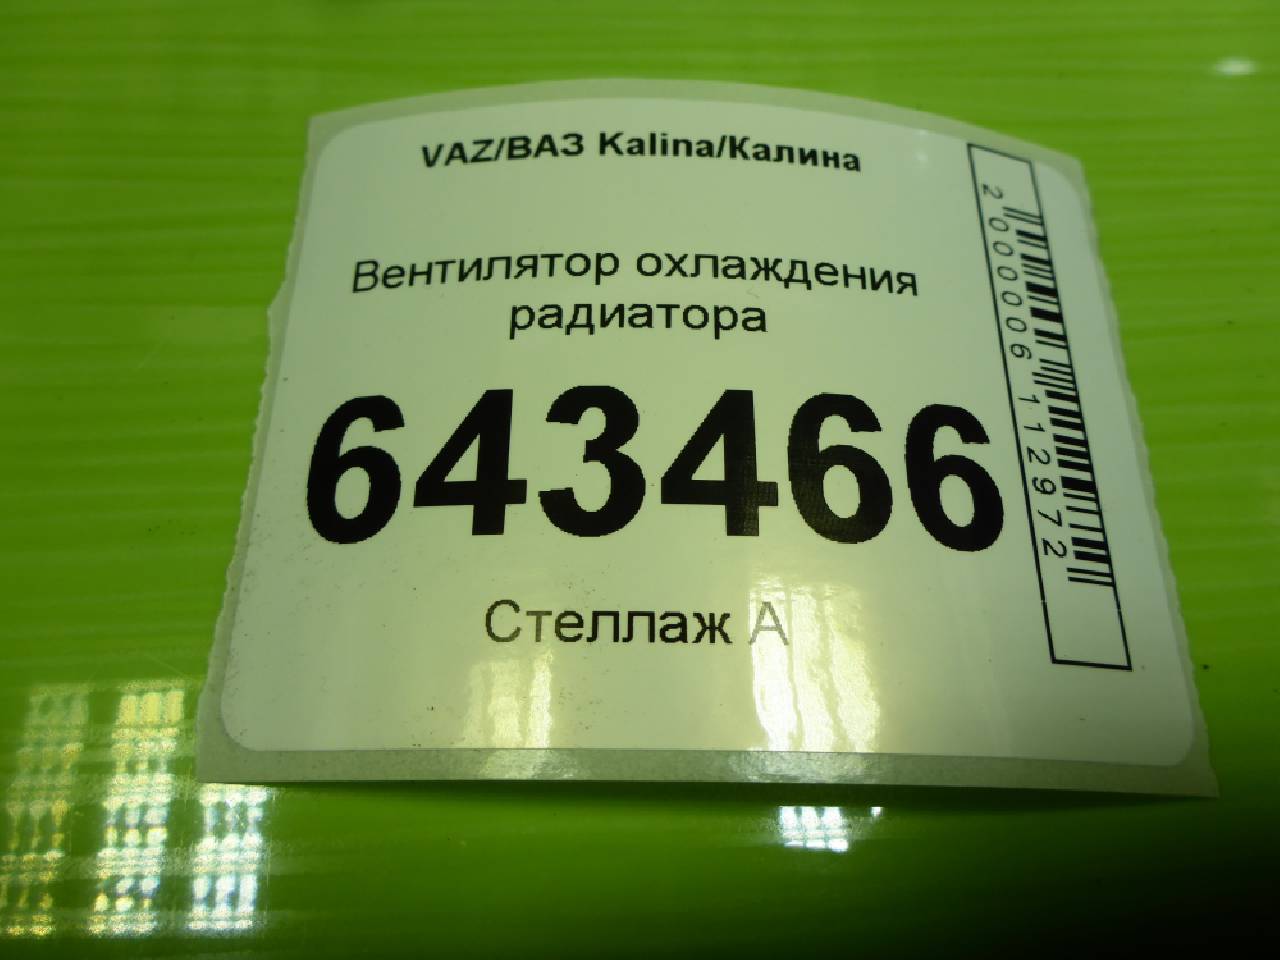 VAZ/ВАЗ Kalina/Калина
Вентилятор охлаждения
радиатора
643466
Стеллаж А
2000006112972